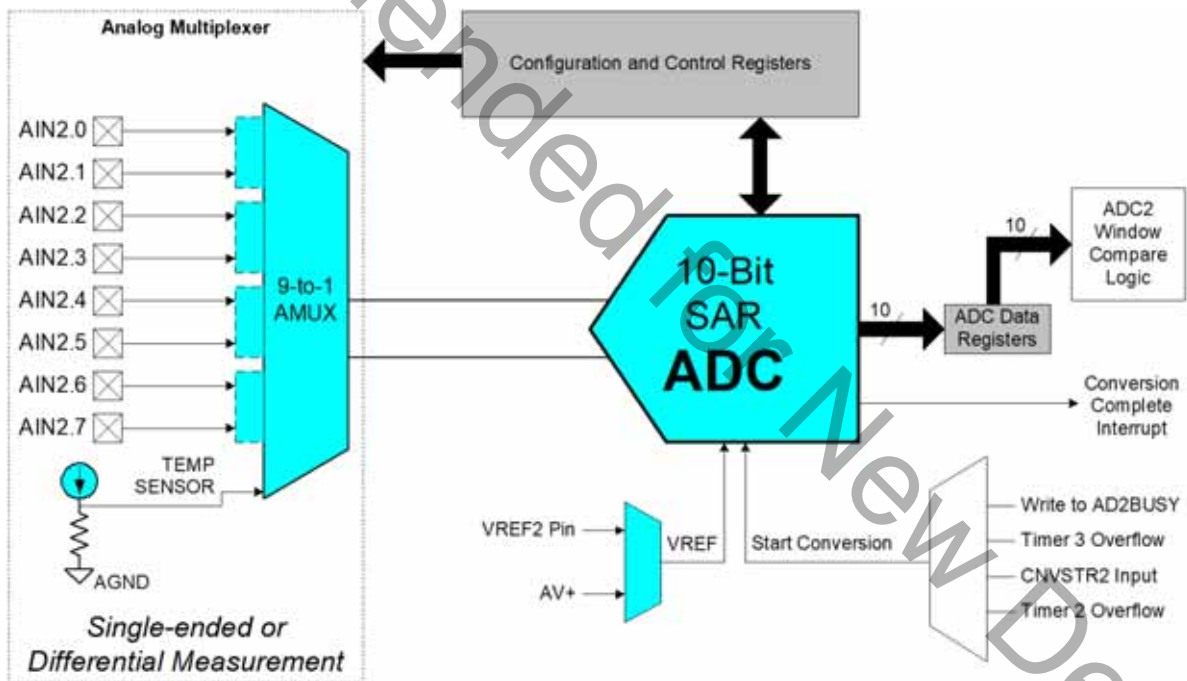 Analog Multiplexer
Configuration and Control Registers
AIN2.0
AIN2.1
AIN2.2
AIN2.3
AIN2.4
AIN2.5
AIN2.6
AIN2.7
9-to-1
AMUX
TEMP
SENSOR
AGND
Single-ended or
Differential Measurement
10-Bit
SAR
ADC
10
ADC Data
Registers
10
ADC2
Window
Compare
Logic
Conversion
Complete
Interrupt
VREF2 Pin
AV+
VREF
Start Conversion
Write to AD2BUSY
Timer 3 Overflow
CNVSTR2 Input
Timer 2 Overflow
ended for New De